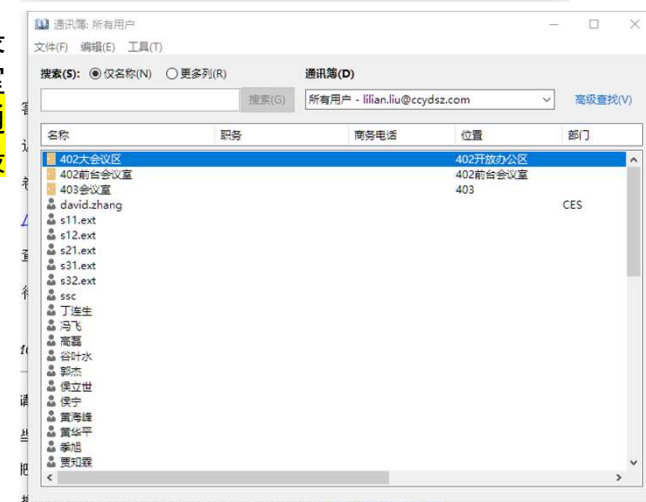 通讯簿: 所有用户
文件(F) 编辑(E) 工具(T)
搜索(S): 仅名称(N) 更多列(R) 通讯簿(D)
搜索(G) 所有用户 - lilian.liu@ccydsz.com 高级查找(V)
名称 职务 商务电话 位置 部门
402大会议区 402开放办公区
402前台会议室 402前台会议室
403会议室 403
david.zhang CES
s11.ext
s12.ext
s21.ext
s31.ext
s32.ext
ssc
丁连生
冯飞
高磊
谷叶水
郭杰
侯立世
侯宁
黄海峰
黄华平
季旭
贾知霖